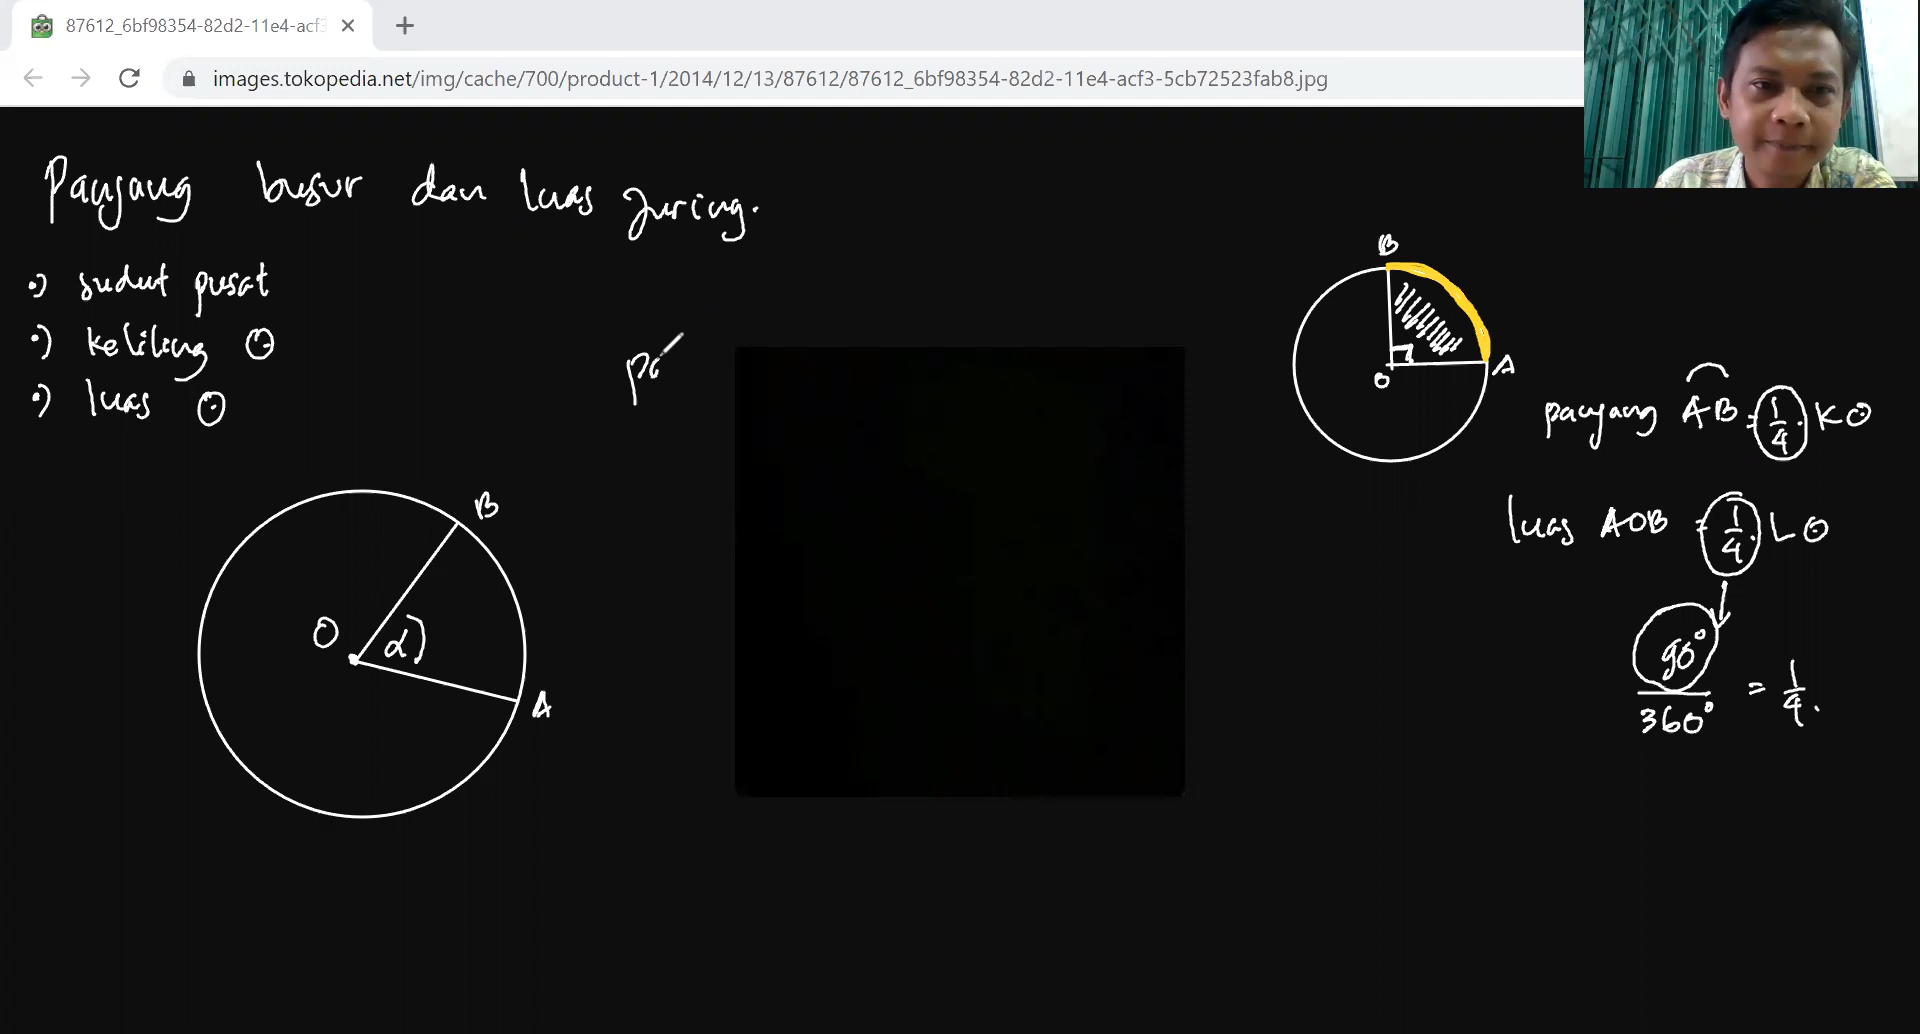 87612_6bf98354-82d2-11e4-acf3
images.tokopedia.net/img/cache/700/product-1/2014/12/13/87612/87612_6bf98354-82d2-11e4-acf3-5cb72523fab8.jpg
Panjang busur dan luas juring.
•) sudut pusat
•) keliling ⊙
•) luas ⊙
pa
B
O
α
A
B
O
A
panjang AB = 1/4 . K⊙
luas AOB = 1/4 . L⊙
90°/360° = 1/4.